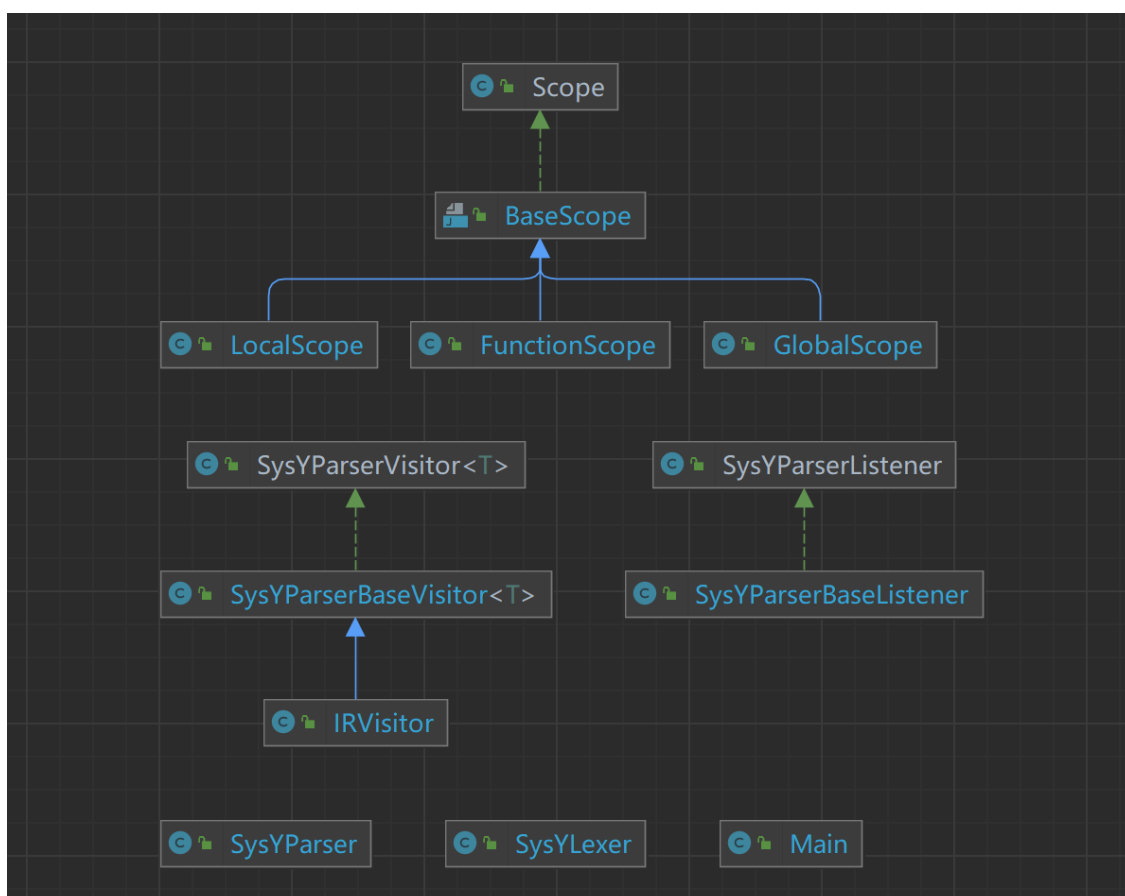 Scope
BaseScope
LocalScope FunctionScope GlobalScope
SysYParserVisitor<T> SysYParserListener
SysYParserBaseVisitor<T> SysYParserBaseListener
IRVisitor
SysYParser SysYLexer Main